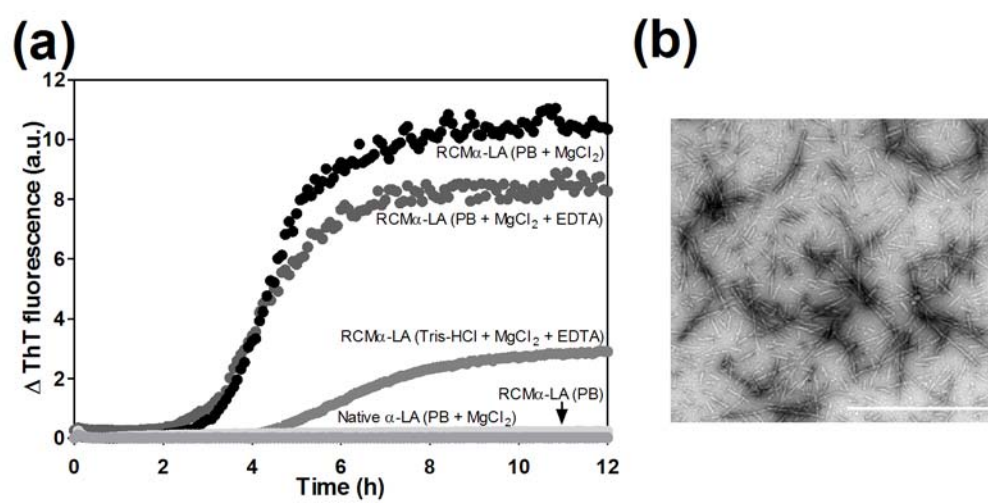 (a)
(b)
12
10
8
6
4
2
0
Δ ThT fluorescence (a.u.)
RCMα-LA (PB + MgCl₂)
RCMα-LA (PB + MgCl₂ + EDTA)
RCMα-LA (Tris-HCl + MgCl₂ + EDTA)
RCMα-LA (PB)
Native α-LA (PB + MgCl₂)
0 2 4 6 8 10 12
Time (h)